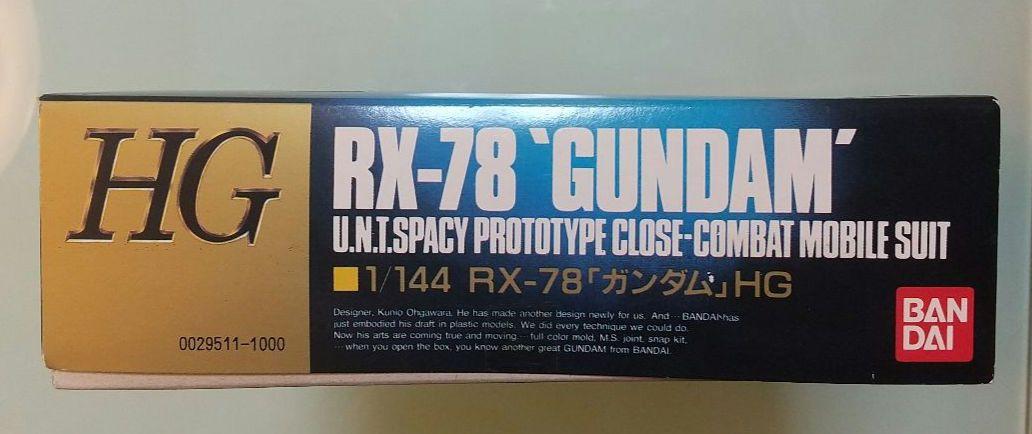 HG
0029511-1000
RX-78 `GUNDAM´
U.N.T.SPACY PROTOTYPE CLOSE-COMBAT MOBILE SUIT
1/144 RX-78「ガンダム」HG
Designer, Kunio Ohgawara. He has made another design newly for us. And… BANDAI has
just embodied his draft in plastic models. We did every technique we could do.
Now his arts are coming true and moving.… full color mold, M.S. joint, snap kit,
…when you open the box, you know another great GUNDAM from BANDAI.
BAN
DAI